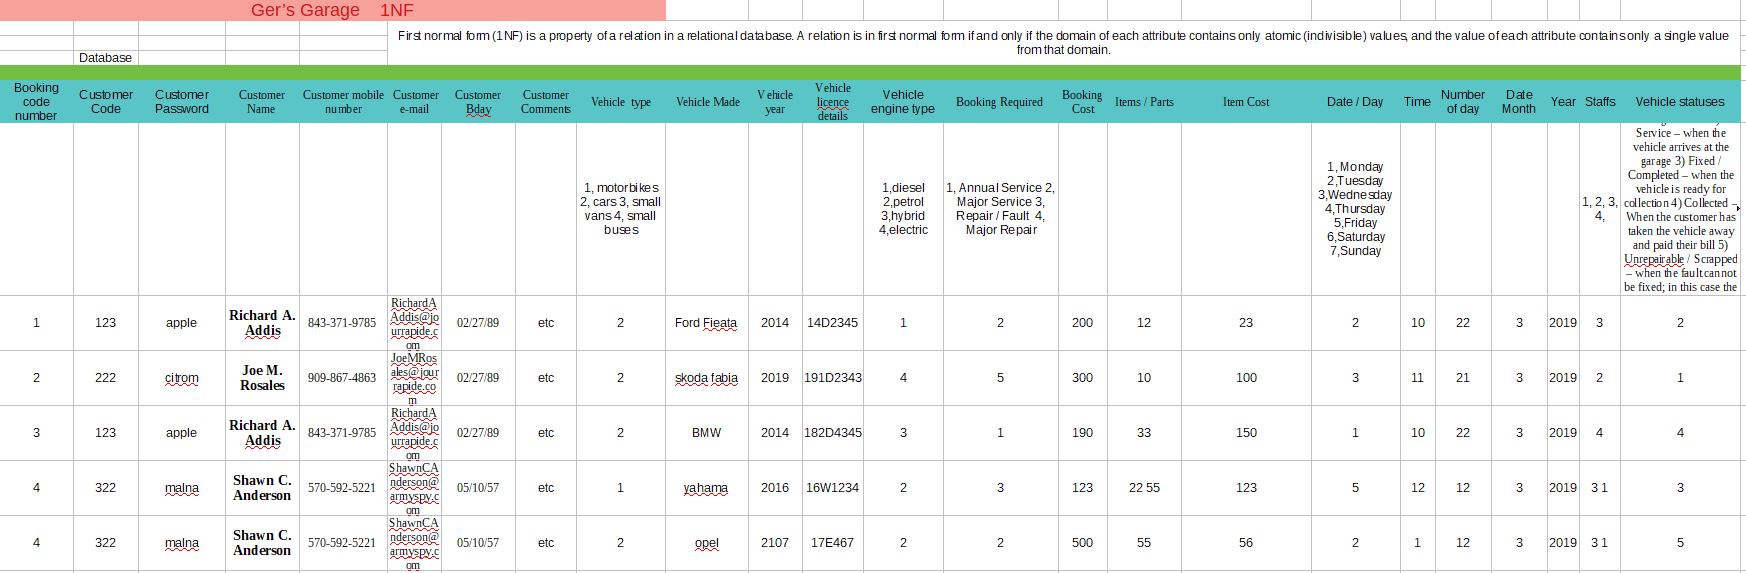 Ger's Garage 1NF
First normal form (1NF) is a property of a relation in a relational database. A relation is in first normal form if and only if the domain of each attribute contains only atomic (indivisible) values, and the value of each attribute contains only a single value
from that domain.
Database
Booking code number Customer Code Customer Password Customer Name Customer mobile number Customer e-mail Customer Bday Customer Comments Vehicle type Vehicle Made Vehicle year Vehicle licence details Vehicle engine type Booking Required Booking Cost Items / Parts Item Cost Date / Day Time Number of day Date Month Year Staffs Vehicle statuses
1, motorbikes
2, cars 3, small
vans 4, small
buses
1,diesel
2,petrol
3,hybrid
4,electric
1, Annual Service 2,
Major Service 3,
Repair / Fault 4,
Major Repair
1, Monday
2,Tuesday
3,Wednesday
4,Thursday
5,Friday
6,Saturday
7,Sunday
1, 2, 3,
4,
Service – when the
vehicle arrives at the
garage 3) Fixed /
Completed – when the
vehicle is ready for
collection 4) Collected –
When the customer has
taken the vehicle away
and paid their bill 5)
Unrepairable / Scrapped
– when the fault cannot
be fixed; in this case the
1 123 apple Richard A. Addis 843-371-9785 RichardAAddis@jourrapide.com 02/27/89 etc 2 Ford Fieata 2014 14D2345 1 2 200 12 23 2 10 22 3 2019 3 2
2 222 citrom Joe M. Rosales 909-867-4863 JoeMRosales@jourrapide.com 02/27/89 etc 2 skoda fabia 2019 191D2343 4 5 300 10 100 3 11 21 3 2019 2 1
3 123 apple Richard A. Addis 843-371-9785 RichardAAddis@jourrapide.com 02/27/89 etc 2 BMW 2014 182D4345 3 1 190 33 150 1 10 22 3 2019 4 4
4 322 malna Shawn C. Anderson 570-592-5221 ShawnCAnderson@armyspy.com 05/10/57 etc 1 yahama 2016 16W1234 2 3 123 22 55 123 5 12 12 3 2019 3 1 3
4 322 malna Shawn C. Anderson 570-592-5221 ShawnCAnderson@armyspy.com 05/10/57 etc 2 opel 2107 17E467 2 2 500 55 56 2 1 12 3 2019 3 1 5